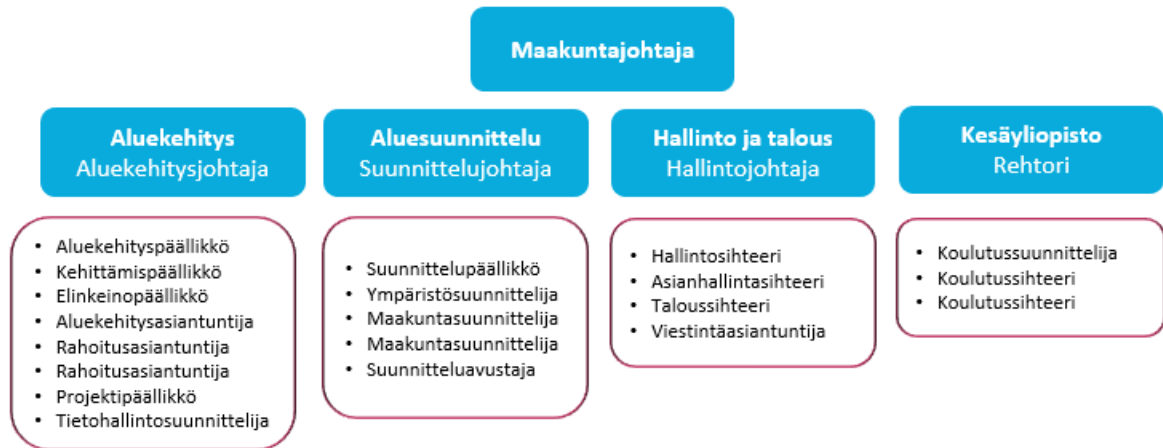 Maakuntajohtaja
Aluekehitys
Aluekehitysjohtaja
• Aluekehityspäällikkö
• Kehittämispäällikkö
• Elinkeinopäällikkö
• Aluekehitysasiantuntija
• Rahoitusasiantuntija
• Rahoitusasiantuntija
• Projektipäällikkö
• Tietohallintosuunnittelija
Aluesuunnittelu
Suunnittelujohtaja
• Suunnittelupäällikkö
• Ympäristösuunnittelija
• Maakuntasuunnittelija
• Maakuntasuunnittelija
• Suunnitteluavustaja
Hallinto ja talous
Hallintojohtaja
• Hallintosihteeri
• Asianhallintasihteeri
• Taloussihteeri
• Viestintäasiantuntija
Kesäyliopisto
Rehtori
• Koulutussuunnittelija
• Koulutussihteeri
• Koulutussihteeri